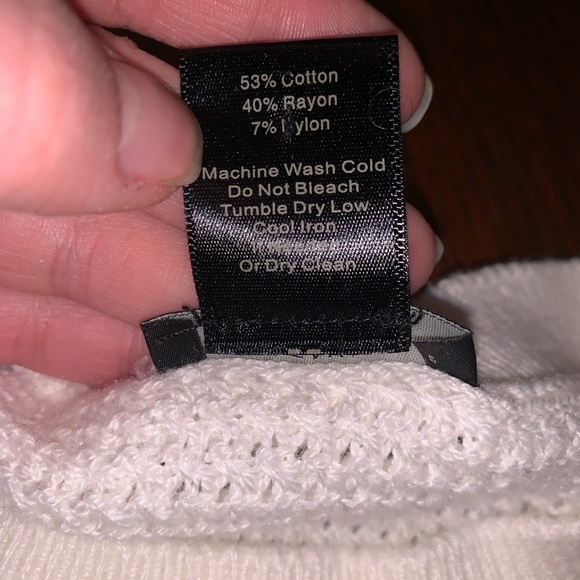 53% Cotton
40% Rayon
7% Nylon
Machine Wash Cold
Do Not Bleach
Tumble Dry Low
Cool Iron
Or Dry Clean